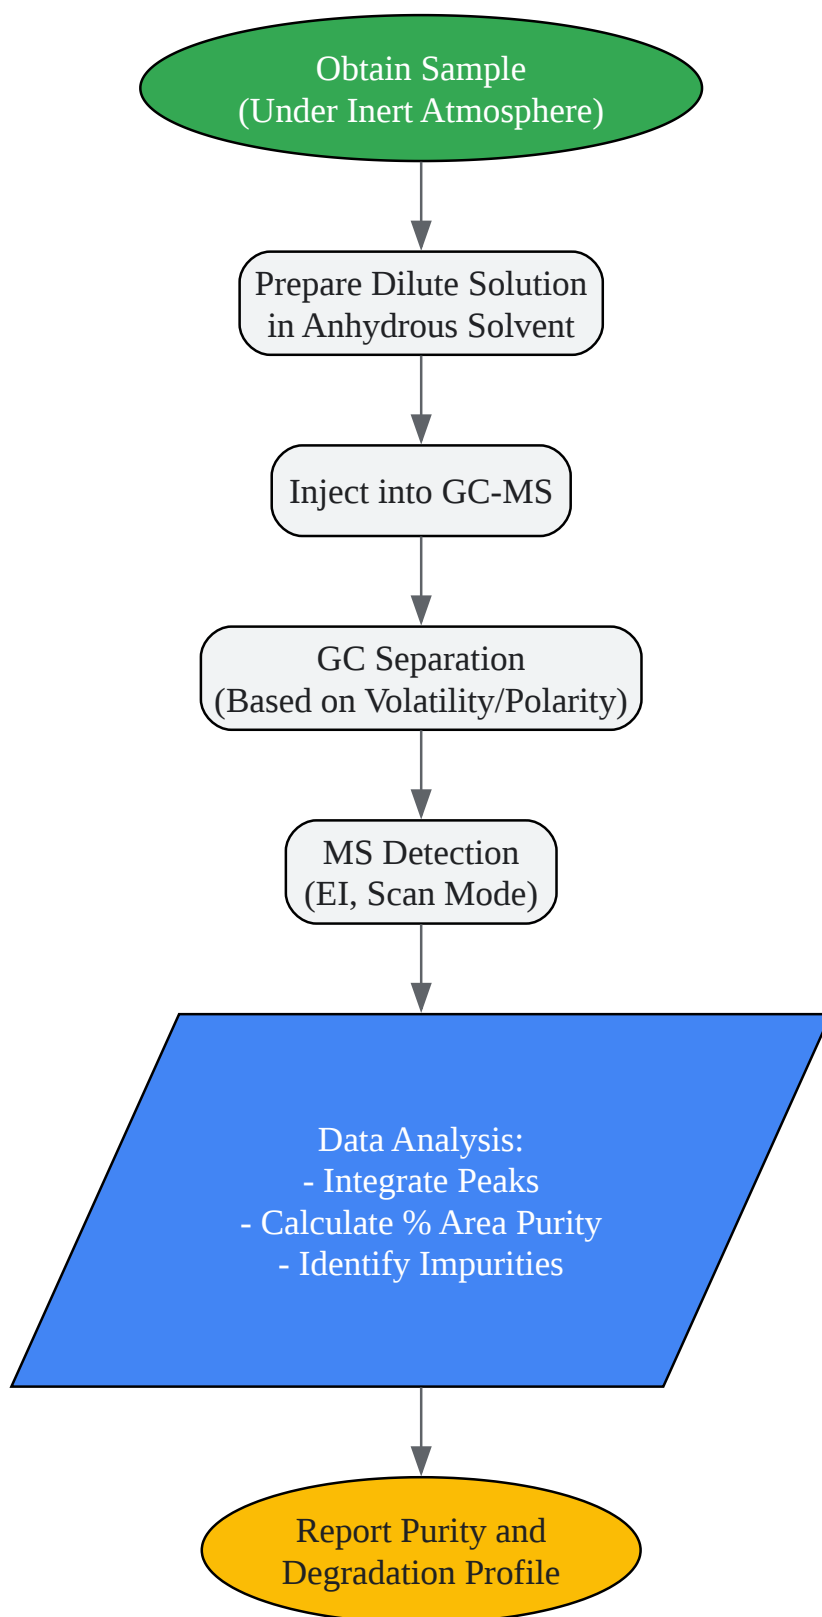 Obtain Sample
(Under Inert Atmosphere)
Prepare Dilute Solution
in Anhydrous Solvent
Inject into GC-MS
GC Separation
(Based on Volatility/Polarity)
MS Detection
(EI, Scan Mode)
Data Analysis:
- Integrate Peaks
- Calculate % Area Purity
- Identify Impurities
Report Purity and
Degradation Profile